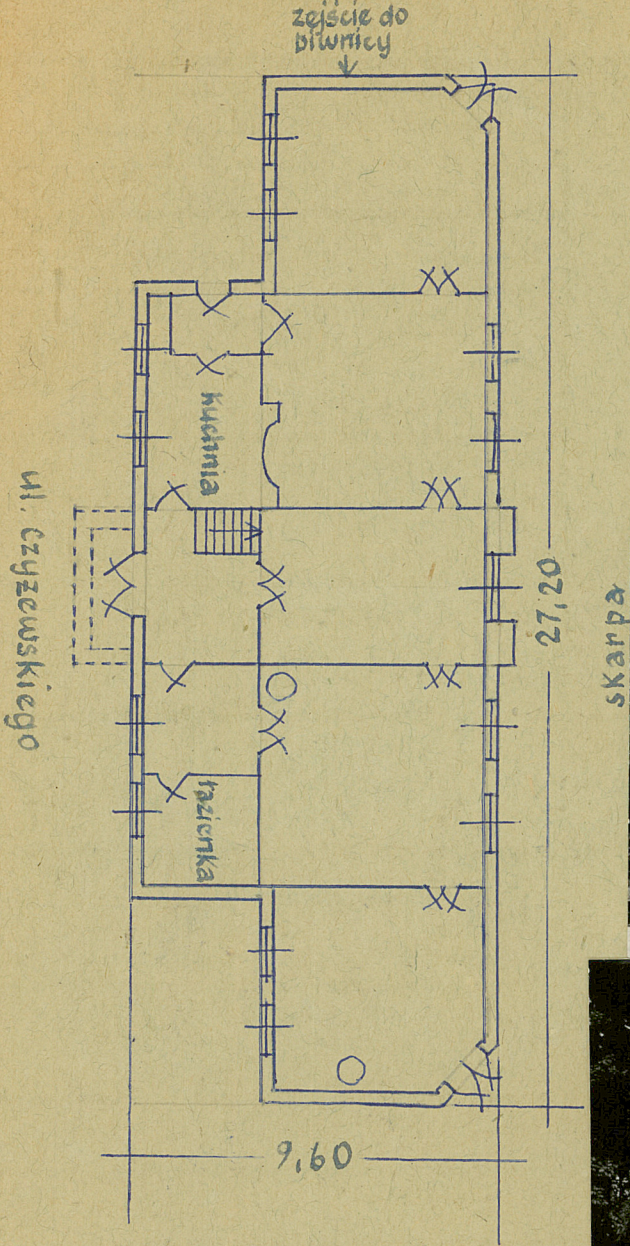 zejście do
piwnicy
kuchnia
ul. Czyżewskiego
27,20
skarpa
łazienka
9,60